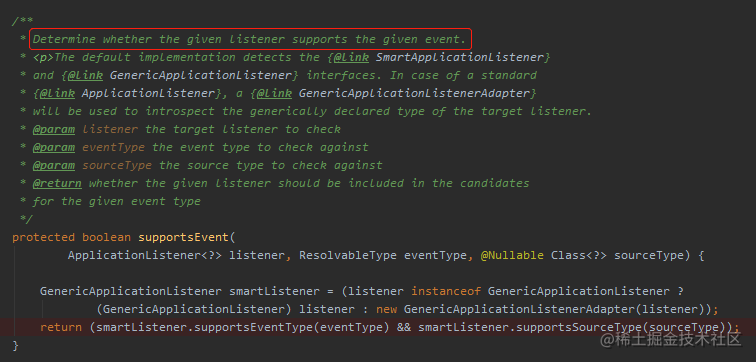 /**
* Determine whether the given listener supports the given event.
* <p>The default implementation detects the {@link SmartApplicationListener}
* and {@link GenericApplicationListener} interfaces. In case of a standard
* {@link ApplicationListener}, a {@link GenericApplicationListenerAdapter}
* will be used to introspect the generically declared type of the target listener.
* @param listener the target listener to check
* @param eventType the event type to check against
* @param sourceType the source type to check against
* @return whether the given listener should be included in the candidates
* for the given event type
*/
protected boolean supportsEvent(
ApplicationListener<?> listener, ResolvableType eventType, @Nullable Class<?> sourceType) {
GenericApplicationListener smartListener = (listener instanceof GenericApplicationListener ?
(GenericApplicationListener) listener : new GenericApplicationListenerAdapter(listener));
return (smartListener.supportsEventType(eventType) && smartListener.supportsSourceType(sourceType));
}
@稀土掘金技术社区